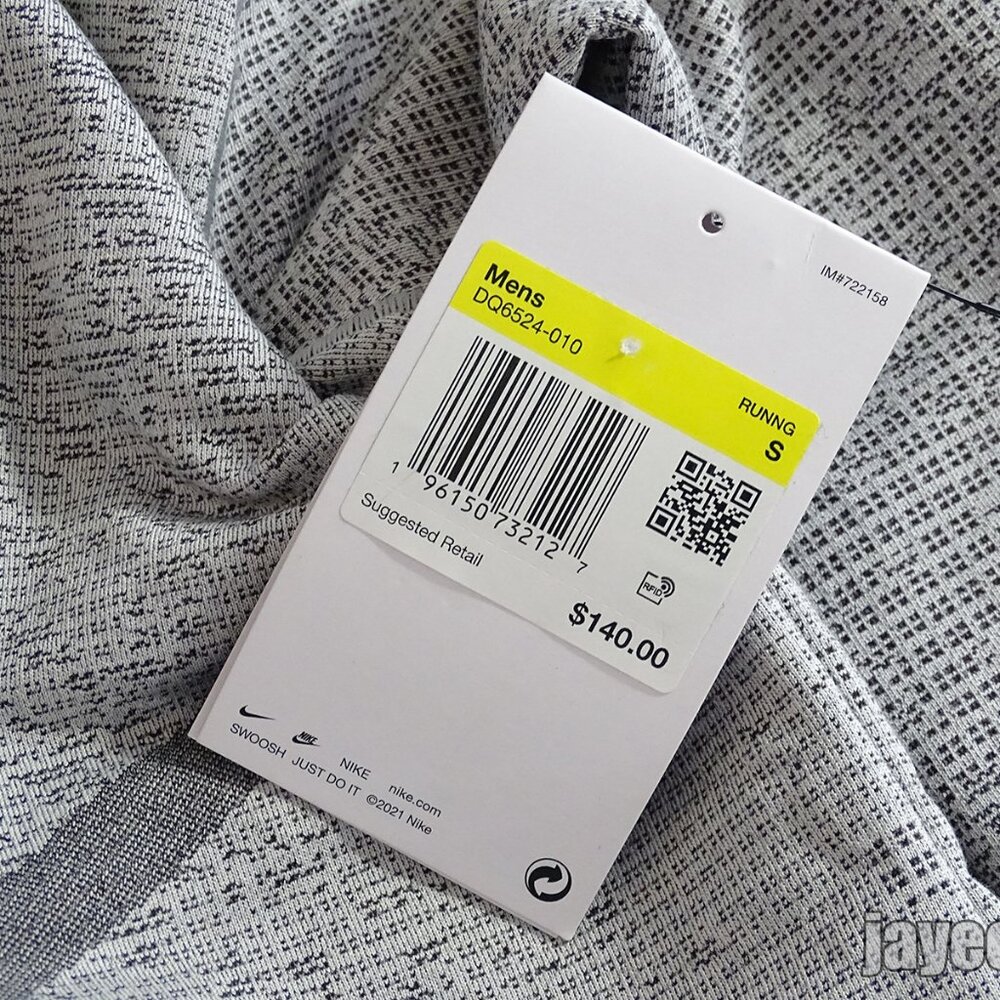 IM#722158
Mens
DQ6524-010
RUNNG
S
1 96150 73212 7
Suggested Retail
RFID
$140.00
NIKE
SWOOSH JUST DO IT
NIKE
nike.com
©2021 Nike